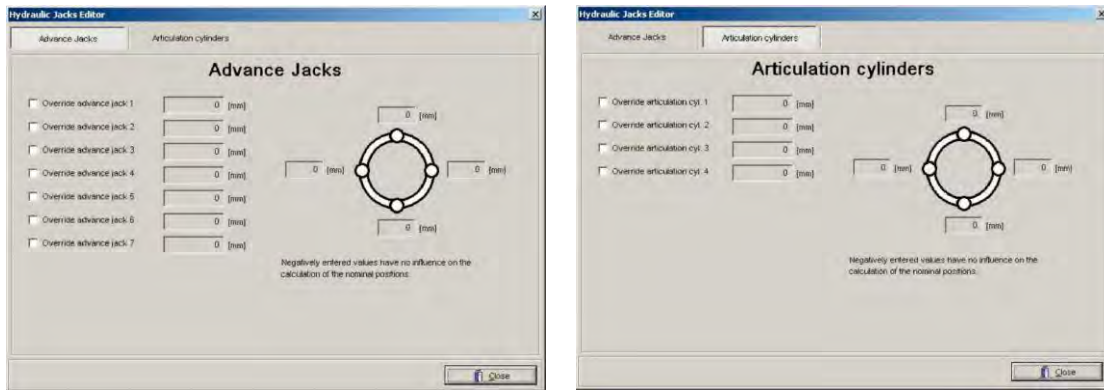 Hydraulic Jacks Editor
Advance Jacks Articulation cylinders
Advance Jacks
Override advance jack 1 0 [mm]
Override advance jack 2 0 [mm]
Override advance jack 3 0 [mm]
Override advance jack 4 0 [mm]
Override advance jack 5 0 [mm]
Override advance jack 6 0 [mm]
Override advance jack 7 0 [mm]
0 [mm]
0 [mm] 0 [mm]
0 [mm]
Negatively entered values have no influence on the
calculation of the nominal positions.
Close
Hydraulic Jacks Editor
Advance Jacks Articulation cylinders
Articulation cylinders
Override articulation cyl. 1 0 [mm]
Override articulation cyl. 2 0 [mm]
Override articulation cyl. 3 0 [mm]
Override articulation cyl. 4 0 [mm]
0 [mm]
0 [mm] 0 [mm]
0 [mm]
Negatively entered values have no influence on the
calculation of the nominal positions.
Close